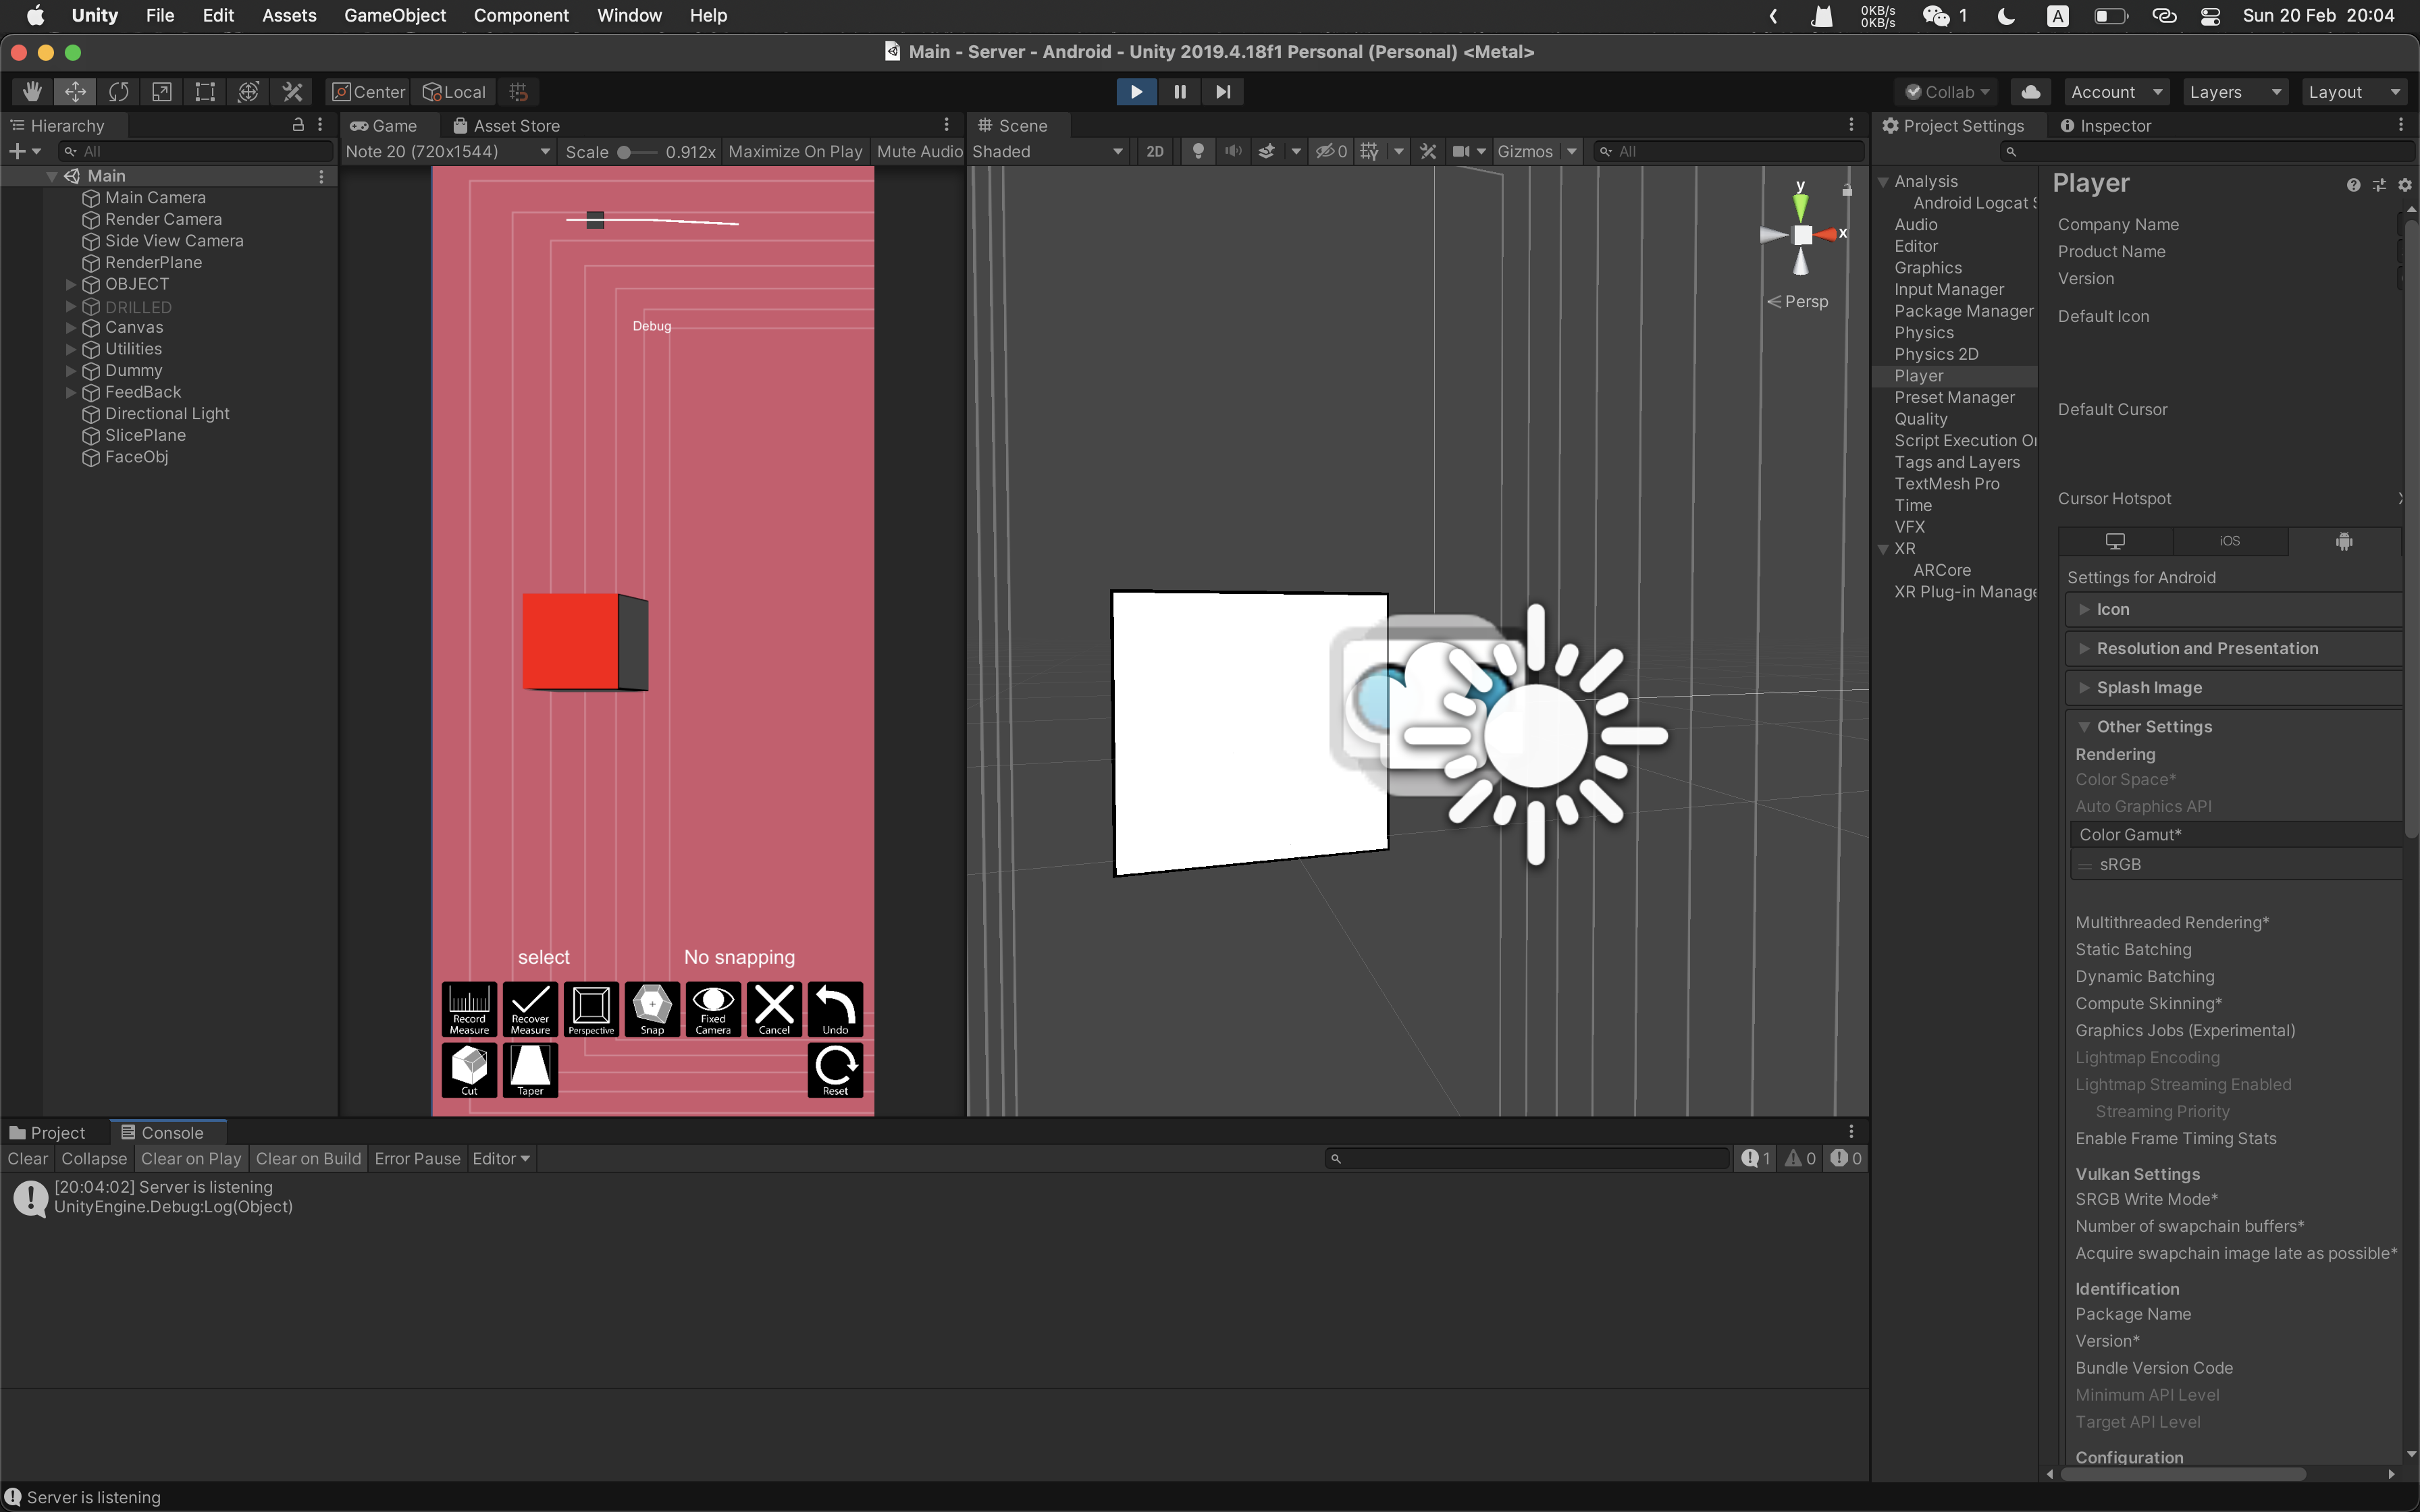 Unity File Edit Assets GameObject Component Window Help
0KB/s
0KB/s
1 A Sun 20 Feb 20:04
Main - Server - Android - Unity 2019.4.18f1 Personal (Personal) <Metal>
Center Local
Collab Account Layers Layout
Hierarchy
All
Main
Main Camera
Render Camera
Side View Camera
RenderPlane
OBJECT
DRILLED
Canvas
Utilities
Dummy
FeedBack
Directional Light
SlicePlane
FaceObj
Game Asset Store
Note 20 (720x1544) Scale 0.912x Maximize On Play Mute Audio
Debug
select No snapping
Record Measure
Recover Measure
Perspective
Snap
Fixed Camera
Cancel
Undo
Cut
Taper
Reset
Scene
Shaded 2D 0 Gizmos All
y
x
Persp
Project Settings Inspector
Analysis
Android Logcat S
Audio
Editor
Graphics
Input Manager
Package Manager
Physics
Physics 2D
Player
Preset Manager
Quality
Script Execution Or
Tags and Layers
TextMesh Pro
Time
VFX
XR
ARCore
XR Plug-in Manage
Player
Company Name
Product Name
Version
Default Icon
Default Cursor
Cursor Hotspot X
iOS
Settings for Android
Icon
Resolution and Presentation
Splash Image
Other Settings
Rendering
Color Space*
Auto Graphics API
Color Gamut*
sRGB
Multithreaded Rendering*
Static Batching
Dynamic Batching
Compute Skinning*
Graphics Jobs (Experimental)
Lightmap Encoding
Lightmap Streaming Enabled
Streaming Priority
Enable Frame Timing Stats
Vulkan Settings
SRGB Write Mode*
Number of swapchain buffers*
Acquire swapchain image late as possible*
Identification
Package Name
Version*
Bundle Version Code
Minimum API Level
Target API Level
Configuration
Project Console
Clear Collapse Clear on Play Clear on Build Error Pause Editor 1 0 0
[20:04:02] Server is listening
UnityEngine.Debug:Log(Object)
Server is listening